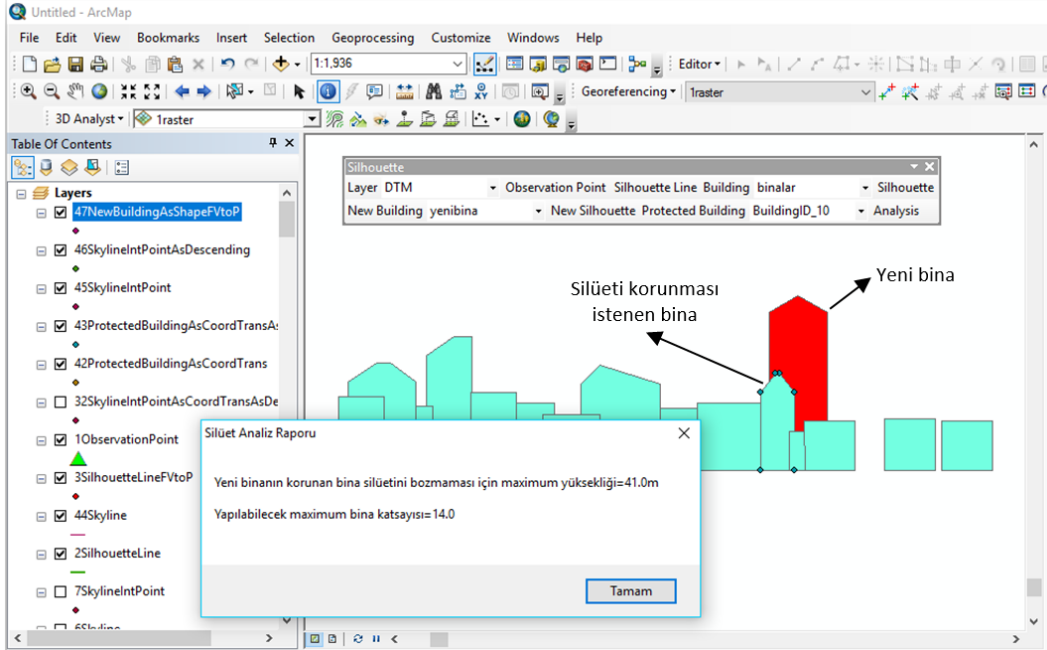 Untitled - ArcMap
File Edit View Bookmarks Insert Selection Geoprocessing Customize Windows Help
1:1,936
Editor
Georeferencing 1raster
3D Analyst 1raster
Table Of Contents
Layers
47NewBuildingAsShapeFVtoP
46SkylineIntPointAsDescending
45SkylineIntPoint
43ProtectedBuildingAsCoordTransAs
42ProtectedBuildingAsCoordTrans
32SkylineIntPointAsCoordTransAsDe
1ObservationPoint
3SilhouetteLineFVtoP
44Skyline
2SilhouetteLine
7SkylineIntPoint
6Skyline
Silhouette
Layer DTM Observation Point Silhouette Line Building binalar Silhouette
New Building yenibina New Silhouette Protected Building BuildingID_10 Analysis
Yeni bina
Silüeti korunması
istenen bina
Silüet Analiz Raporu
Yeni binanın korunan bina silüetini bozmaması için maximum yüksekliği=41.0m
Yapılabilecek maximum bina katsayısı=14.0
Tamam